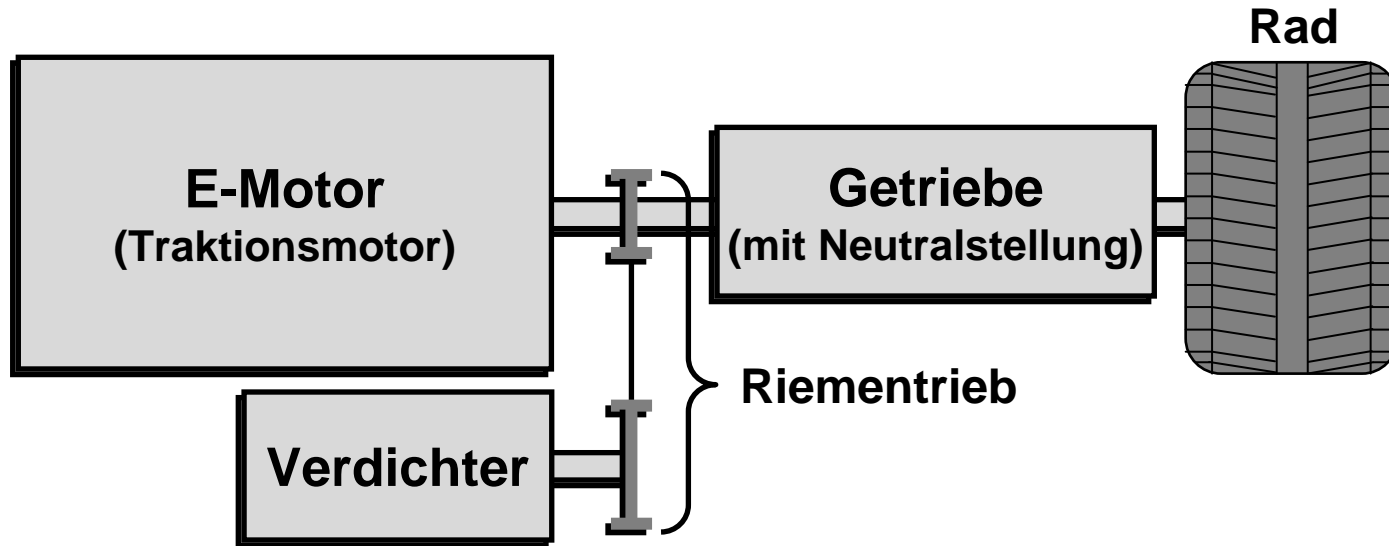 Rad
E-Motor
(Traktionsmotor)
Getriebe
(mit Neutralstellung)
Riementrieb
Verdichter